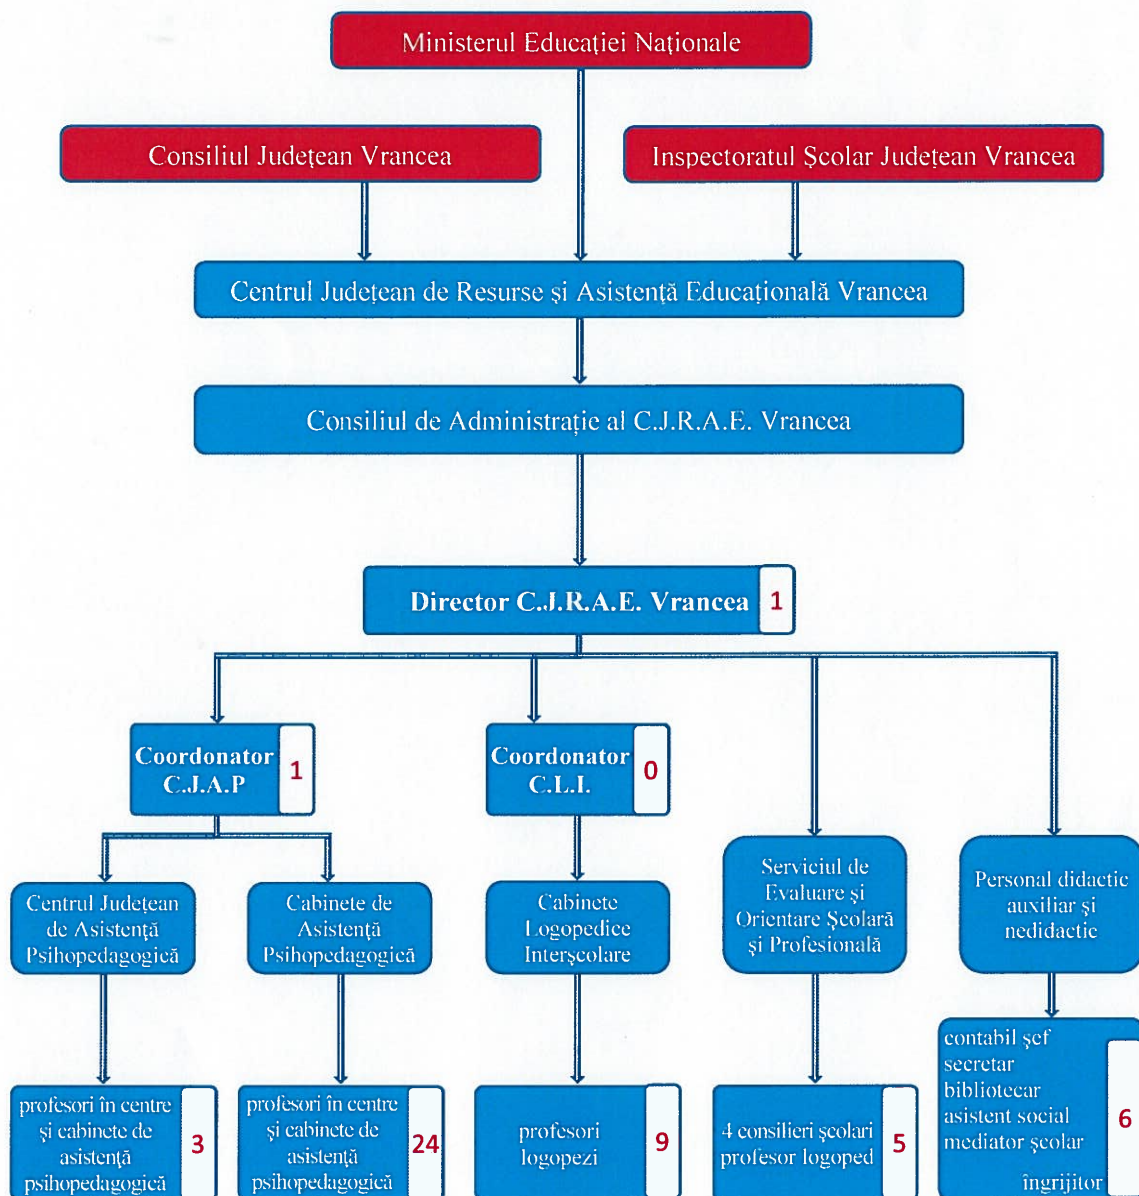 Ministerul Educației Naționale
Consiliul Județean Vrancea
Inspectoratul Școlar Județean Vrancea
Centrul Județean de Resurse și Asistență Educațională Vrancea
Consiliul de Administrație al C.J.R.A.E. Vrancea
Director C.J.R.A.E. Vrancea
1
Coordonator
C.J.A.P
1
Coordonator
C.L.I.
0
Centrul Județean
de Asistență
Psihopedagogică
Cabinete de
Asistență
Psihopedagogică
Cabinete
Logopedice
Interșcolare
Serviciul de
Evaluare și
Orientare Școlară
și Profesională
Personal didactic
auxiliar și
nedidactic
profesori în centre
și cabinete de
asistență
psihopedagogică
3
profesori în centre
și cabinete de
asistență
psihopedagogică
24
profesori
logopezi
9
4 consilieri școlari
profesor logoped
5
contabil șef
secretar
bibliotecar
asistent social
mediator școlar
îngrijitor
6